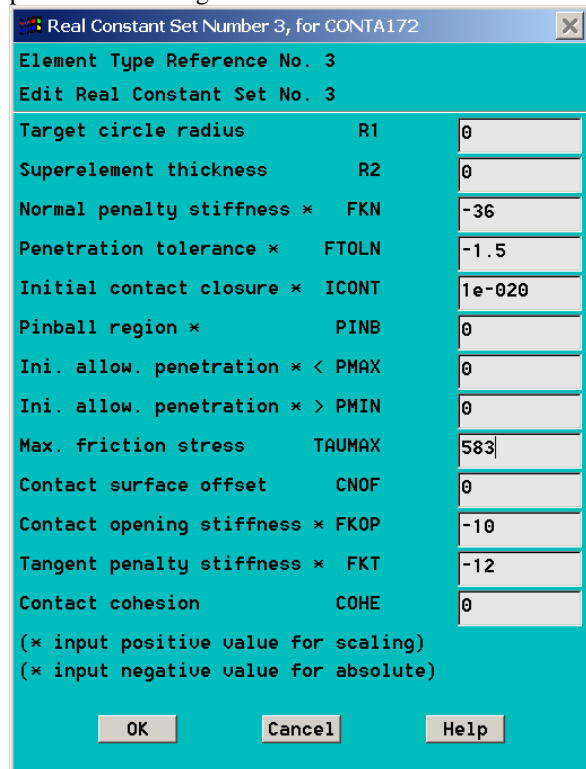 Real Constant Set Number 3, for CONTA172
Element Type Reference No. 3
Edit Real Constant Set No. 3
Target circle radius R1 0
Superelement thickness R2 0
Normal penalty stiffness * FKN -36
Penetration tolerance * FTOLN -1.5
Initial contact closure * ICONT 1e-020
Pinball region * PINB 0
Ini. allow. penetration * < PMAX 0
Ini. allow. penetration * > PMIN 0
Max. friction stress TAUMAX 583
Contact surface offset CNOF 0
Contact opening stiffness * FKOP -10
Tangent penalty stiffness * FKT -12
Contact cohesion COHE 0
(* input positive value for scaling)
(* input negative value for absolute)
OK Cancel Help